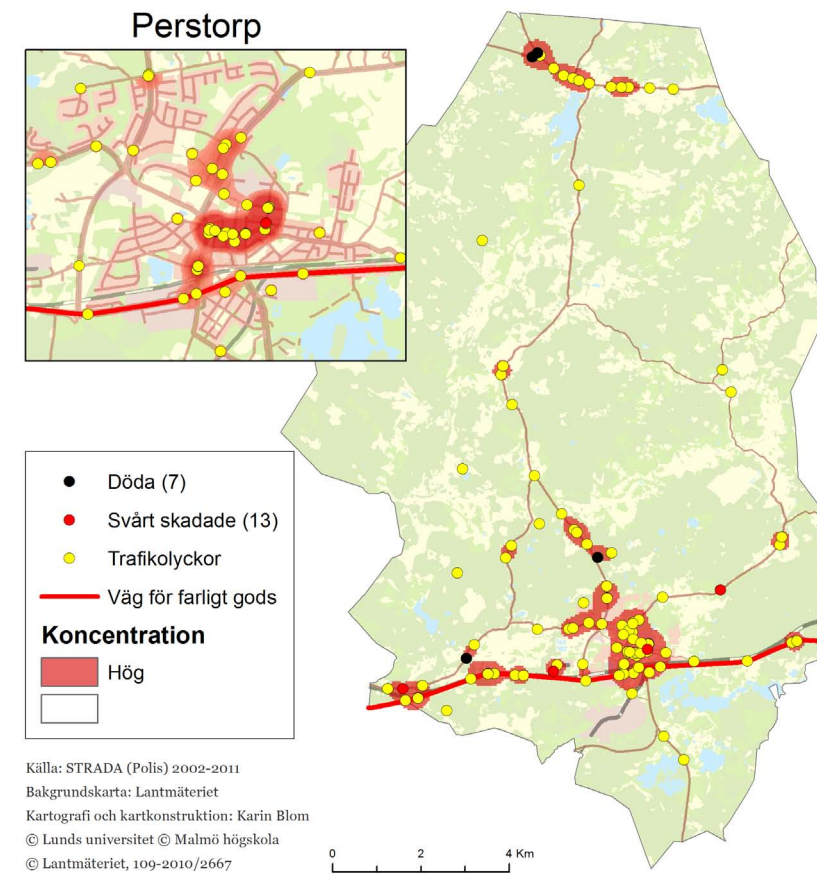 Perstorp
Döda (7)
Svårt skadade (13)
Trafikolyckor
Väg för farligt gods
Koncentration
Hög
Källa: STRADA (Polis) 2002-2011
Bakgrundskarta: Lantmäteriet
Kartografi och kartkonstruktion: Karin Blom
© Lunds universitet © Malmö högskola
© Lantmäteriet, 109-2010/2667
0 2 4 Km